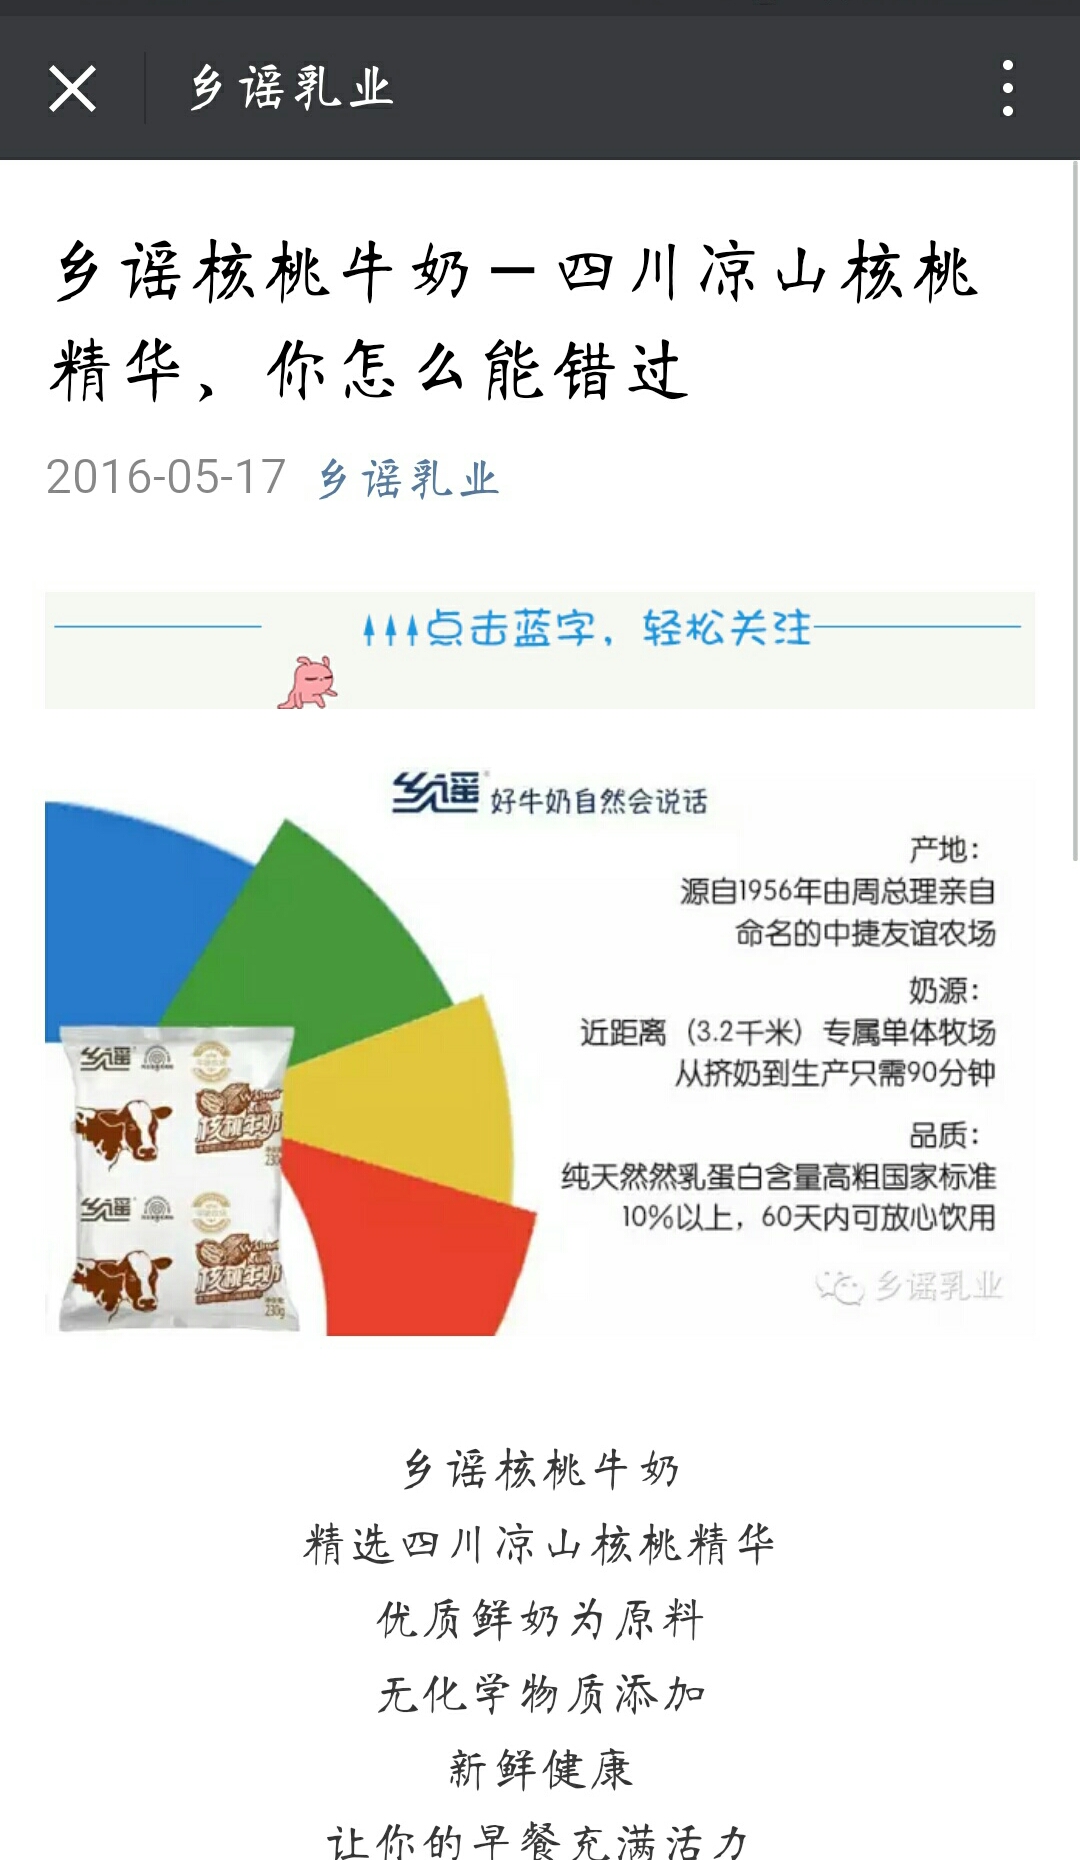 乡谣乳业
乡谣核桃牛奶－四川凉山核桃
精华、你怎么能错过
2016-05-17 乡谣乳业
点击蓝字，轻松关注
乡谣 好牛奶自然会说话
产地：
源自1956年由周总理亲自
命名的中捷友谊农场
奶源：
近距离（3.2千米）专属单体牧场
从挤奶到生产只需90分钟
品质：
纯天然然乳蛋白含量高粗国家标准
10%以上，60天内可放心饮用
乡谣乳业
乡谣
核桃牛奶
乡谣
核桃牛奶
230g
乡谣核桃牛奶
精选四川凉山核桃精华
优质鲜奶为原料
无化学物质添加
新鲜健康
让你的早餐充满活力